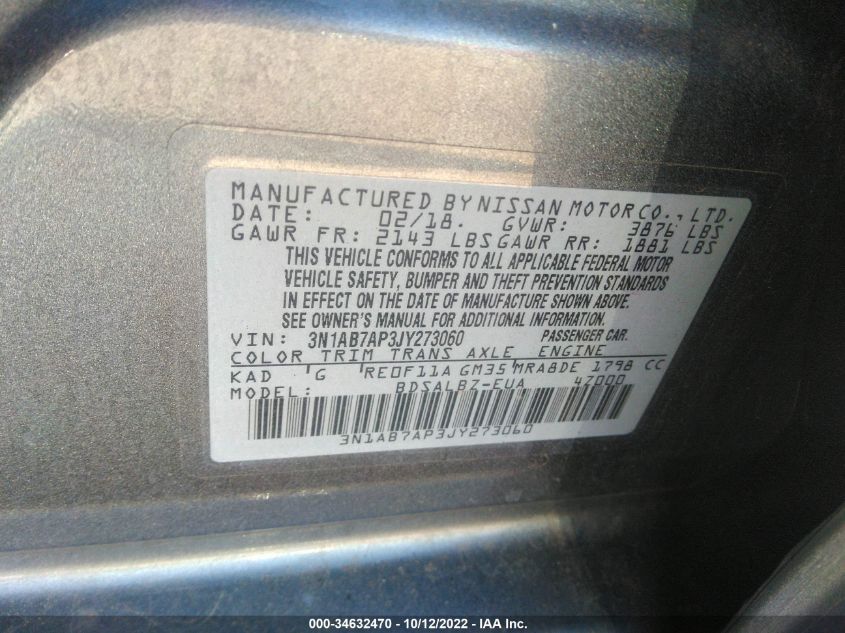 MANUFACTURED BY NISSAN MOTOR CO., LTD.
DATE: 02/18. GVWR: 3876 LBS
GAWR FR: 2143 LBS GAWR RR: 1881 LBS
THIS VEHICLE CONFORMS TO ALL APPLICABLE FEDERAL MOTOR
VEHICLE SAFETY, BUMPER AND THEFT PREVENTION STANDARDS
IN EFFECT ON THE DATE OF MANUFACTURE SHOWN ABOVE.
SEE OWNER'S MANUAL FOR ADDITIONAL INFORMATION.
VIN: 3N1AB7AP3JY273060 PASSENGER CAR.
COLOR TRIM TRANS AXLE ENGINE
KAD G RE0F11A GM35 MRA8DE 1798 CC
MODEL: BDSALBZ-EUA 4Z000
3N1AB7AP3JY273060
000-34632470 - 10/12/2022 - IAA Inc.